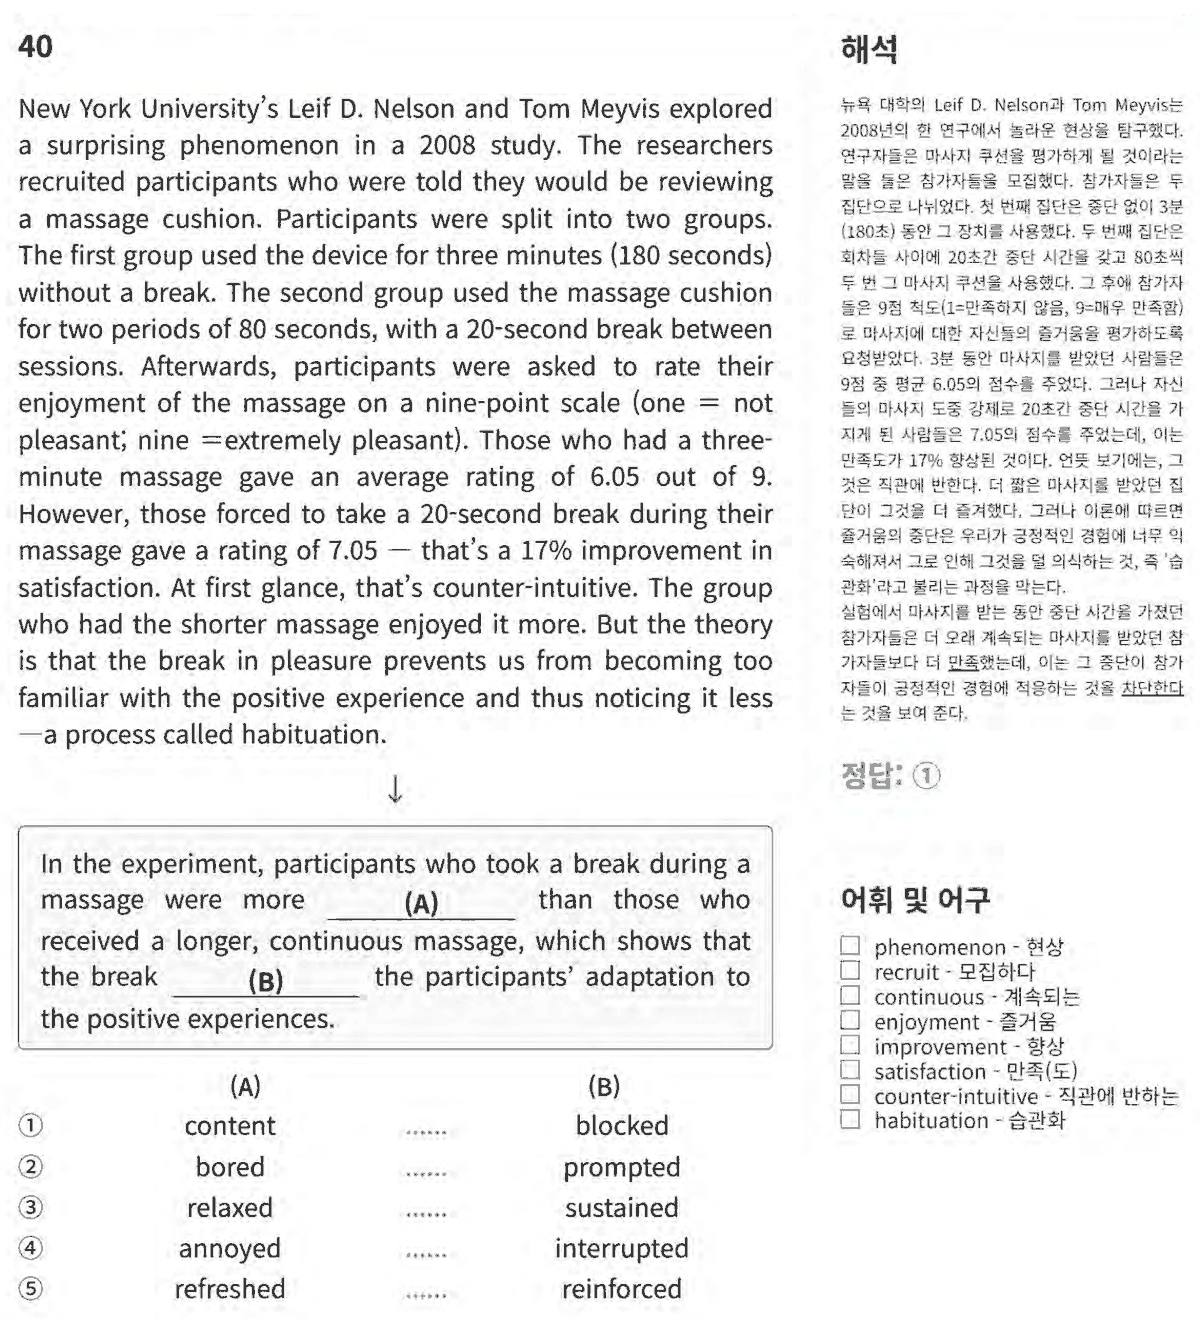 40
New York University's Leif D. Nelson and Tom Meyvis explored
a surprising phenomenon in a 2008 study. The researchers
recruited participants who were told they would be reviewing
a massage cushion. Participants were split into two groups.
The first group used the device for three minutes (180 seconds)
without a break. The second group used the massage cushion
for two periods of 80 seconds, with a 20-second break between
sessions. Afterwards, participants were asked to rate their
enjoyment of the massage on a nine-point scale (one = not
pleasant; nine =extremely pleasant). Those who had a three-
minute massage gave an average rating of 6.05 out of 9.
However, those forced to take a 20-second break during their
massage gave a rating of 7.05 — that's a 17% improvement in
satisfaction. At first glance, that's counter-intuitive. The group
who had the shorter massage enjoyed it more. But the theory
is that the break in pleasure prevents us from becoming too
familiar with the positive experience and thus noticing it less
—a process called habituation.
↓
In the experiment, participants who took a break during a
massage were more (A) than those who
received a longer, continuous massage, which shows that
the break (B) the participants' adaptation to
the positive experiences.
(A) (B)
① content ...... blocked
② bored ...... prompted
③ relaxed ...... sustained
④ annoyed ...... interrupted
⑤ refreshed ...... reinforced
해석
뉴욕 대학의 Leif D. Nelson과 Tom Meyvis는
2008년의 한 연구에서 놀라운 현상을 탐구했다.
연구자들은 마사지 쿠션을 평가하게 될 것이라는
말을 들은 참가자들을 모집했다. 참가자들은 두
집단으로 나뉘었다. 첫 번째 집단은 중단 없이 3분
(180초) 동안 그 장치를 사용했다. 두 번째 집단은
회차들 사이에 20초간 중단 시간을 갖고 80초씩
두 번 그 마사지 쿠션을 사용했다. 그 후에 참가자
들은 9점 척도(1=만족하지 않음, 9=매우 만족함)
로 마사지에 대한 자신들의 즐거움을 평가하도록
요청받았다. 3분 동안 마사지를 받았던 사람들은
9점 중 평균 6.05의 점수를 주었다. 그러나 자신
들의 마사지 도중 강제로 20초간 중단 시간을 가
지게 된 사람들은 7.05의 점수를 주었는데, 이는
만족도가 17% 향상된 것이다. 언뜻 보기에는, 그
것은 직관에 반한다. 더 짧은 마사지를 받았던 집
단이 그것을 더 즐겨했다. 그러나 이론에 따르면
즐거움의 중단은 우리가 긍정적인 경험에 너무 익
숙해져서 그로 인해 그것을 덜 의식하는 것, 즉 '습
관화'라고 불리는 과정을 막는다.
실험에서 마사지를 받는 동안 중단 시간을 가졌던
참가자들은 더 오래 계속되는 마사지를 받았던 참
가자들보다 더 만족했는데, 이는 그 중단이 참가
자들이 긍정적인 경험에 적응하는 것을 차단한다
는 것을 보여 준다.
정답: ①
어휘 및 어구
□ phenomenon - 현상
□ recruit - 모집하다
□ continuous - 계속되는
□ enjoyment - 즐거움
□ improvement - 향상
□ satisfaction - 만족(도)
□ counter-intuitive - 직관에 반하는
□ habituation - 습관화